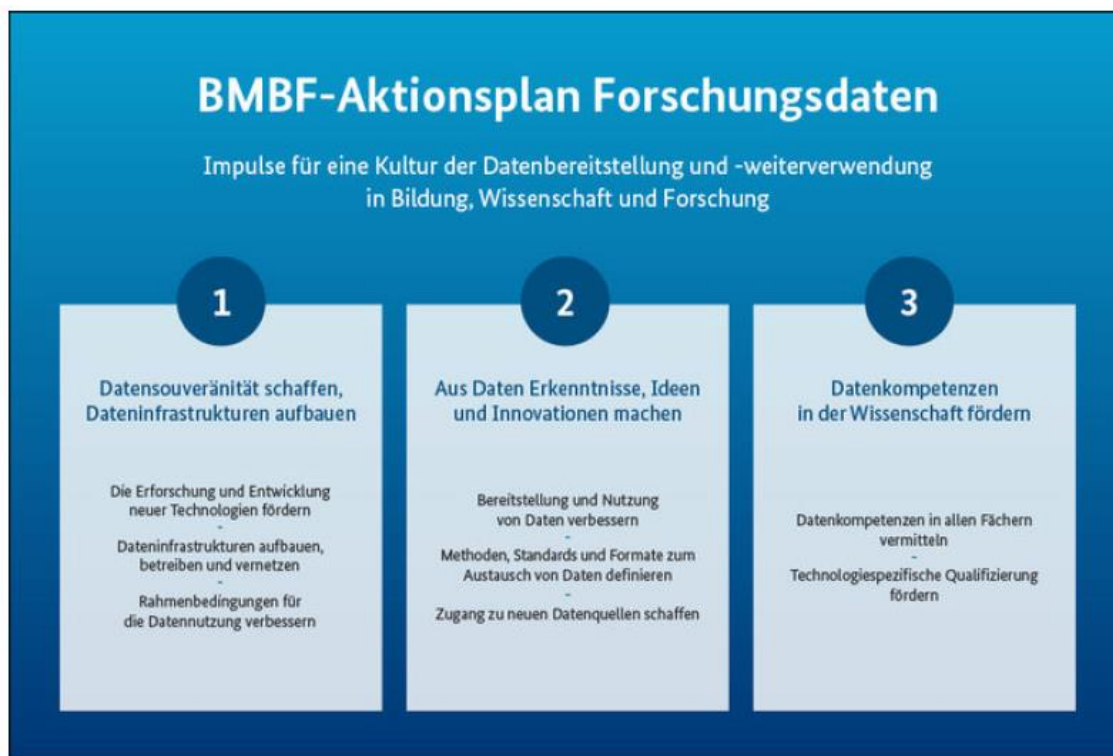 BMBF-Aktionsplan Forschungsdaten
Impulse für eine Kultur der Datenbereitstellung und -weiterverwendung
in Bildung, Wissenschaft und Forschung
1
Datensouveränität schaffen,
Dateninfrastrukturen aufbauen
Die Erforschung und Entwicklung
neuer Technologien fördern
-
Dateninfrastrukturen aufbauen,
betreiben und vernetzen
-
Rahmenbedingungen für
die Datennutzung verbessern
2
Aus Daten Erkenntnisse, Ideen
und Innovationen machen
Bereitstellung und Nutzung
von Daten verbessern
-
Methoden, Standards und Formate zum
Austausch von Daten definieren
-
Zugang zu neuen Datenquellen schaffen
3
Datenkompetenzen
in der Wissenschaft fördern
Datenkompetenzen in allen Fächern
vermitteln
-
Technologiespezifische Qualifizierung
fördern